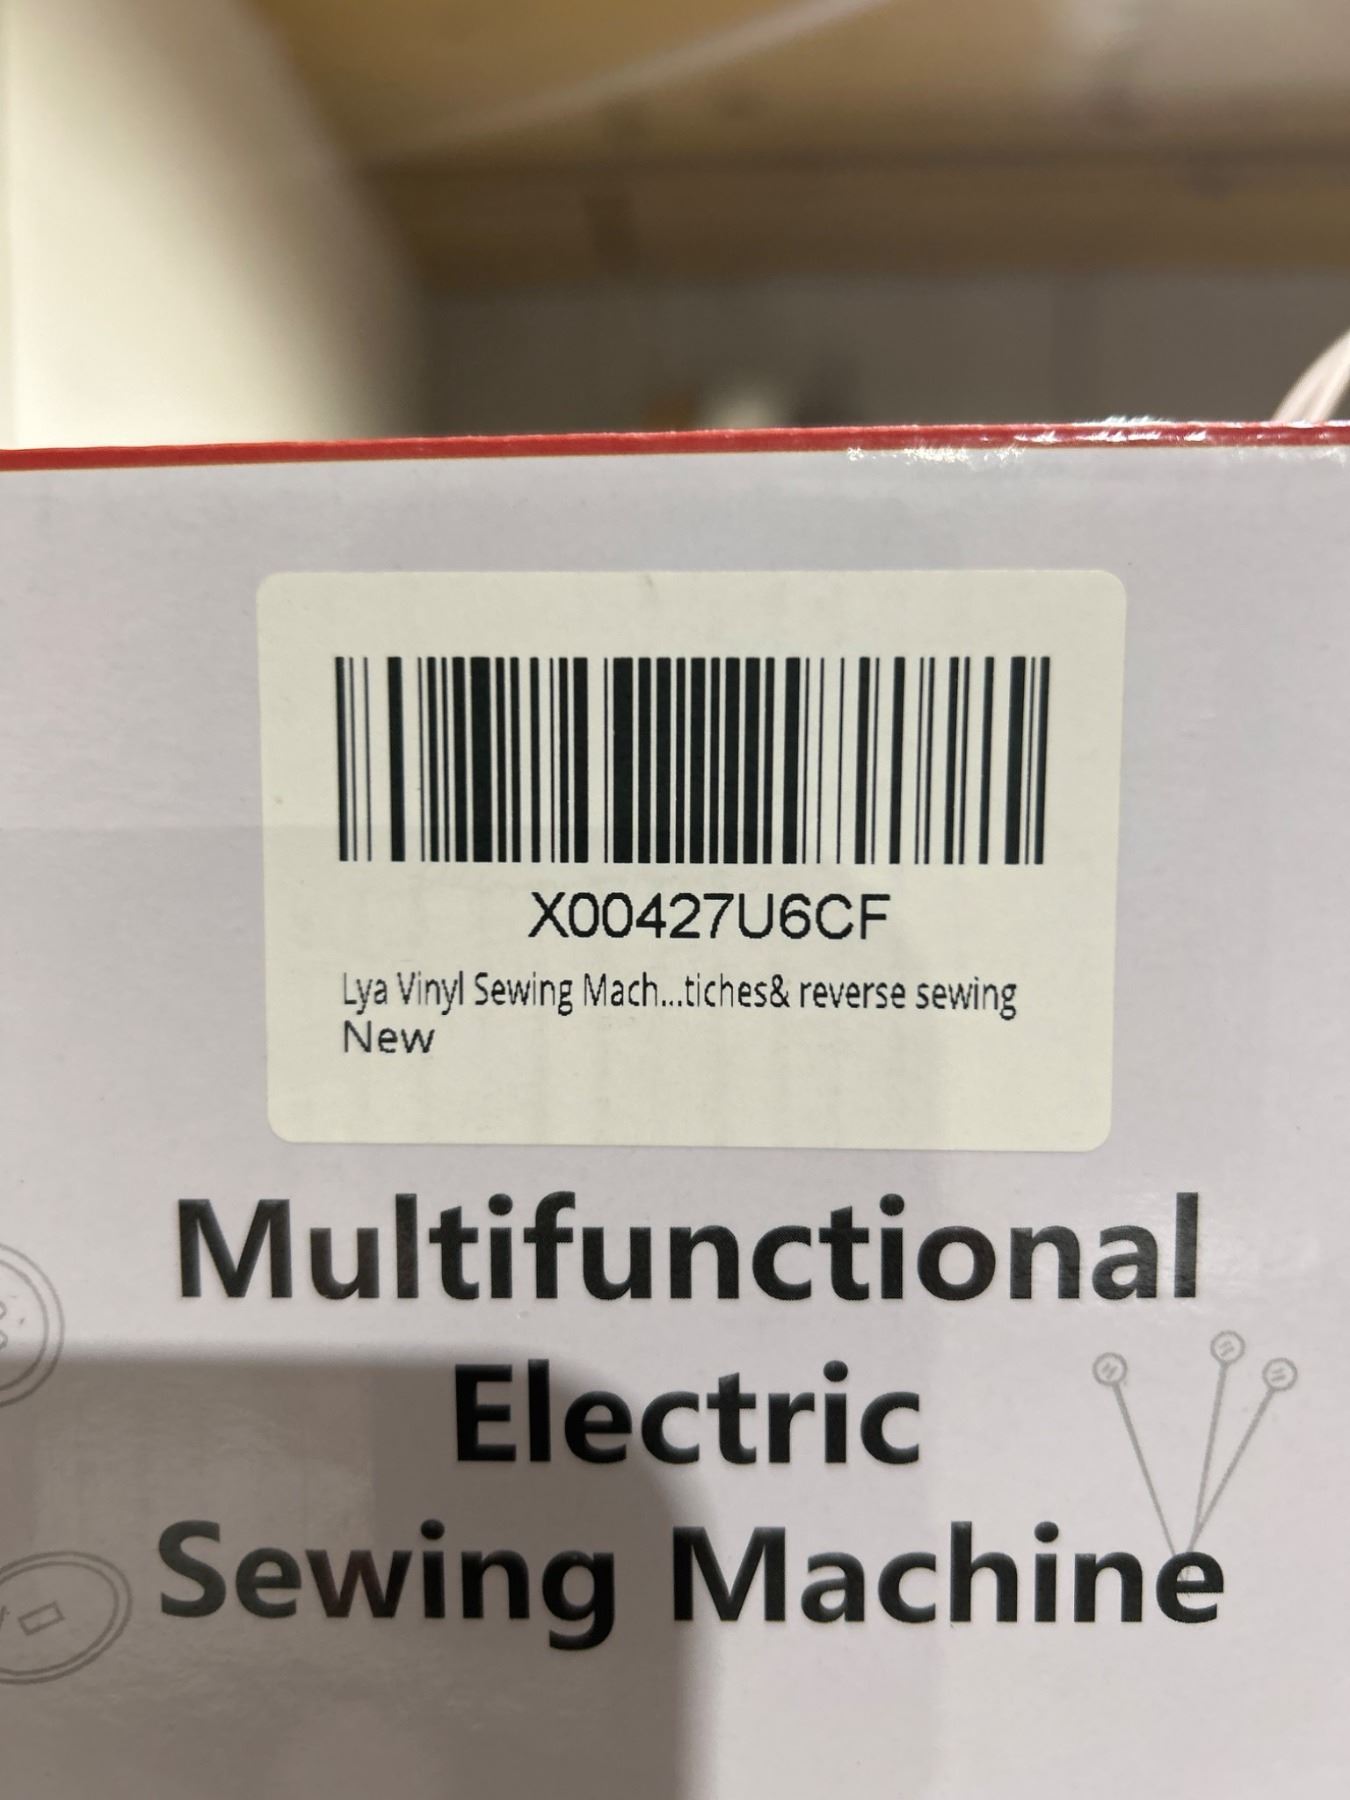 X00427U6CF
Lya Vinyl Sewing Mach...tiches& reverse sewing
New
Multifunctional
Electric
Sewing Machine